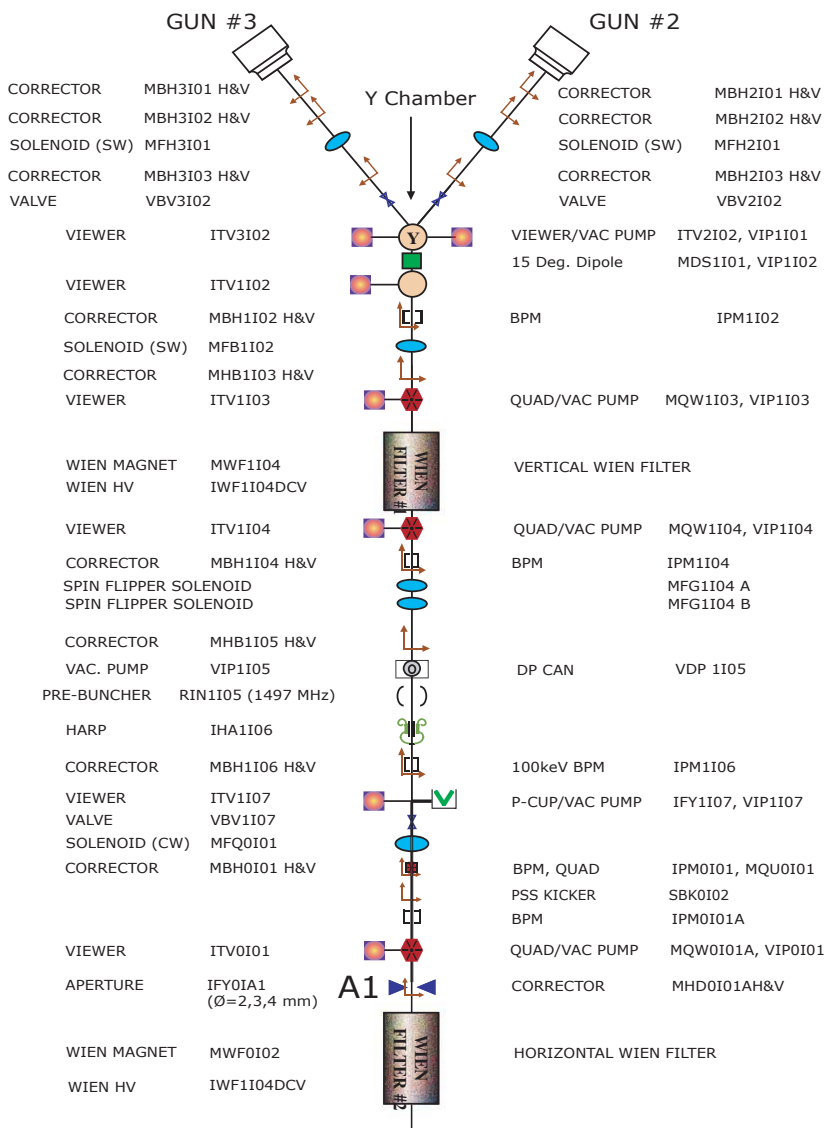 GUN #3 GUN #2
CORRECTOR MBH3I01 H&V
Y Chamber
CORRECTOR MBH2I01 H&V
CORRECTOR MBH3I02 H&V CORRECTOR MBH2I02 H&V
SOLENOID (SW) MFH3I01 SOLENOID (SW) MFH2I01
CORRECTOR MBH3I03 H&V CORRECTOR MBH2I03 H&V
VALVE VBV3I02 VALVE VBV2I02
VIEWER ITV3I02 Y VIEWER/VAC PUMP ITV2I02, VIP1I01
15 Deg. Dipole MDS1I01, VIP1I02
VIEWER ITV1I02
CORRECTOR MBH1I02 H&V BPM IPM1I02
SOLENOID (SW) MFB1I02
CORRECTOR MHB1I03 H&V
VIEWER ITV1I03 QUAD/VAC PUMP MQW1I03, VIP1I03
WIEN
FILTER #1
WIEN MAGNET MWF1I04 VERTICAL WIEN FILTER
WIEN HV IWF1I04DCV
VIEWER ITV1I04 QUAD/VAC PUMP MQW1I04, VIP1I04
CORRECTOR MBH1I04 H&V BPM IPM1I04
SPIN FLIPPER SOLENOID MFG1I04 A
SPIN FLIPPER SOLENOID MFG1I04 B
CORRECTOR MHB1I05 H&V
VAC. PUMP VIP1I05 O DP CAN VDP 1I05
PRE-BUNCHER RIN1I05 (1497 MHz)
HARP IHA1I06
CORRECTOR MBH1I06 H&V 100keV BPM IPM1I06
VIEWER ITV1I07 P-CUP/VAC PUMP IFY1I07, VIP1I07
VALVE VBV1I07
SOLENOID (CW) MFQ0I01
CORRECTOR MBH0I01 H&V BPM, QUAD IPM0I01, MQU0I01
PSS KICKER SBK0I02
BPM IPM0I01A
VIEWER ITV0I01 QUAD/VAC PUMP MQW0I01A, VIP0I01
APERTURE IFY0IA1 A1 CORRECTOR MHD0I01AH&V
(Ø=2,3,4 mm)
WIEN
FILTER #2
WIEN MAGNET MWF0I02 HORIZONTAL WIEN FILTER
WIEN HV IWF1I04DCV